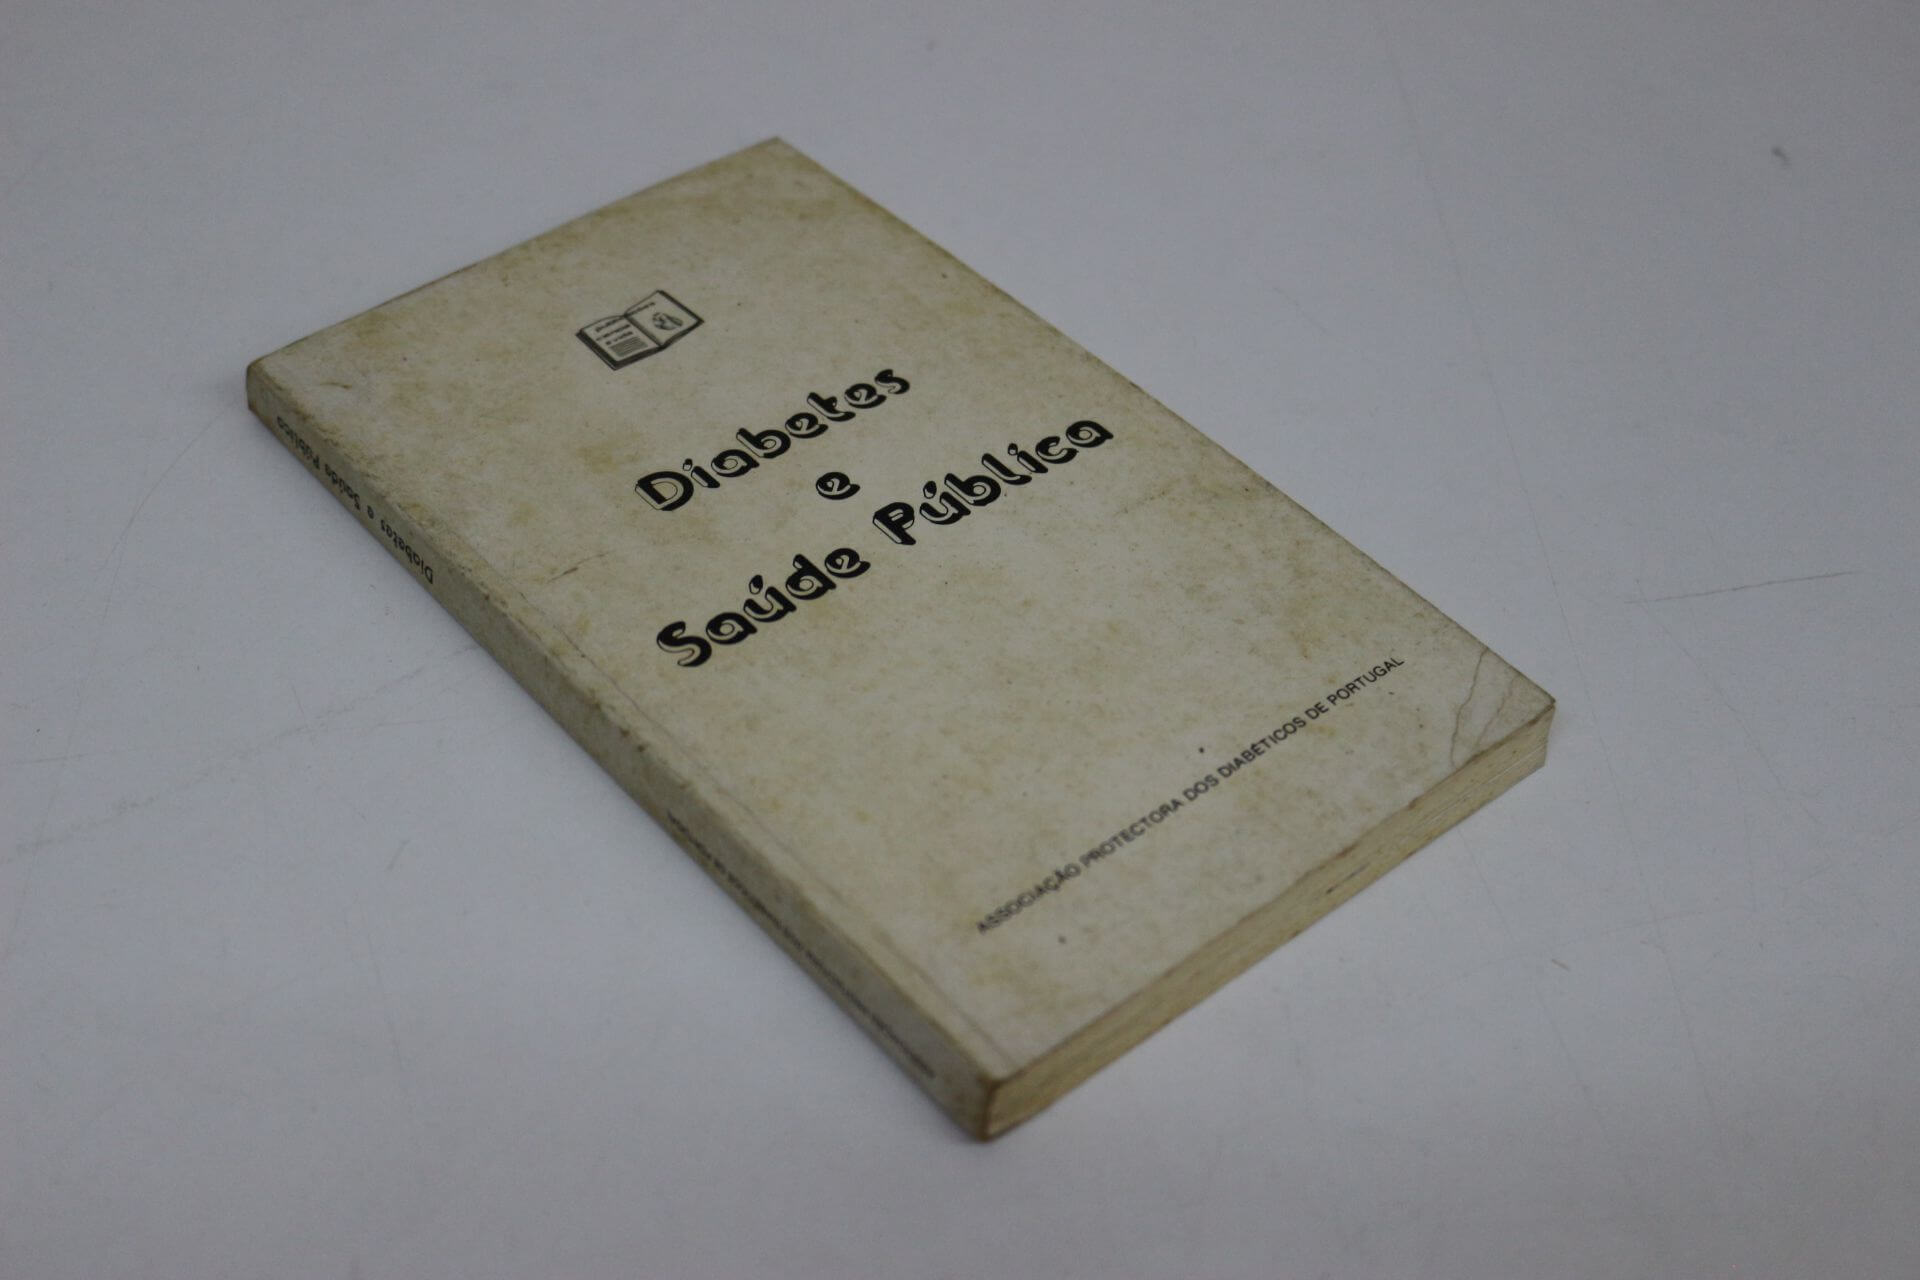 Diabetes
e
Saúde Pública
ASSOCIAÇÃO PROTECTORA DOS DIABÉTICOS DE PORTUGAL
Diabetes e Saúde Pública